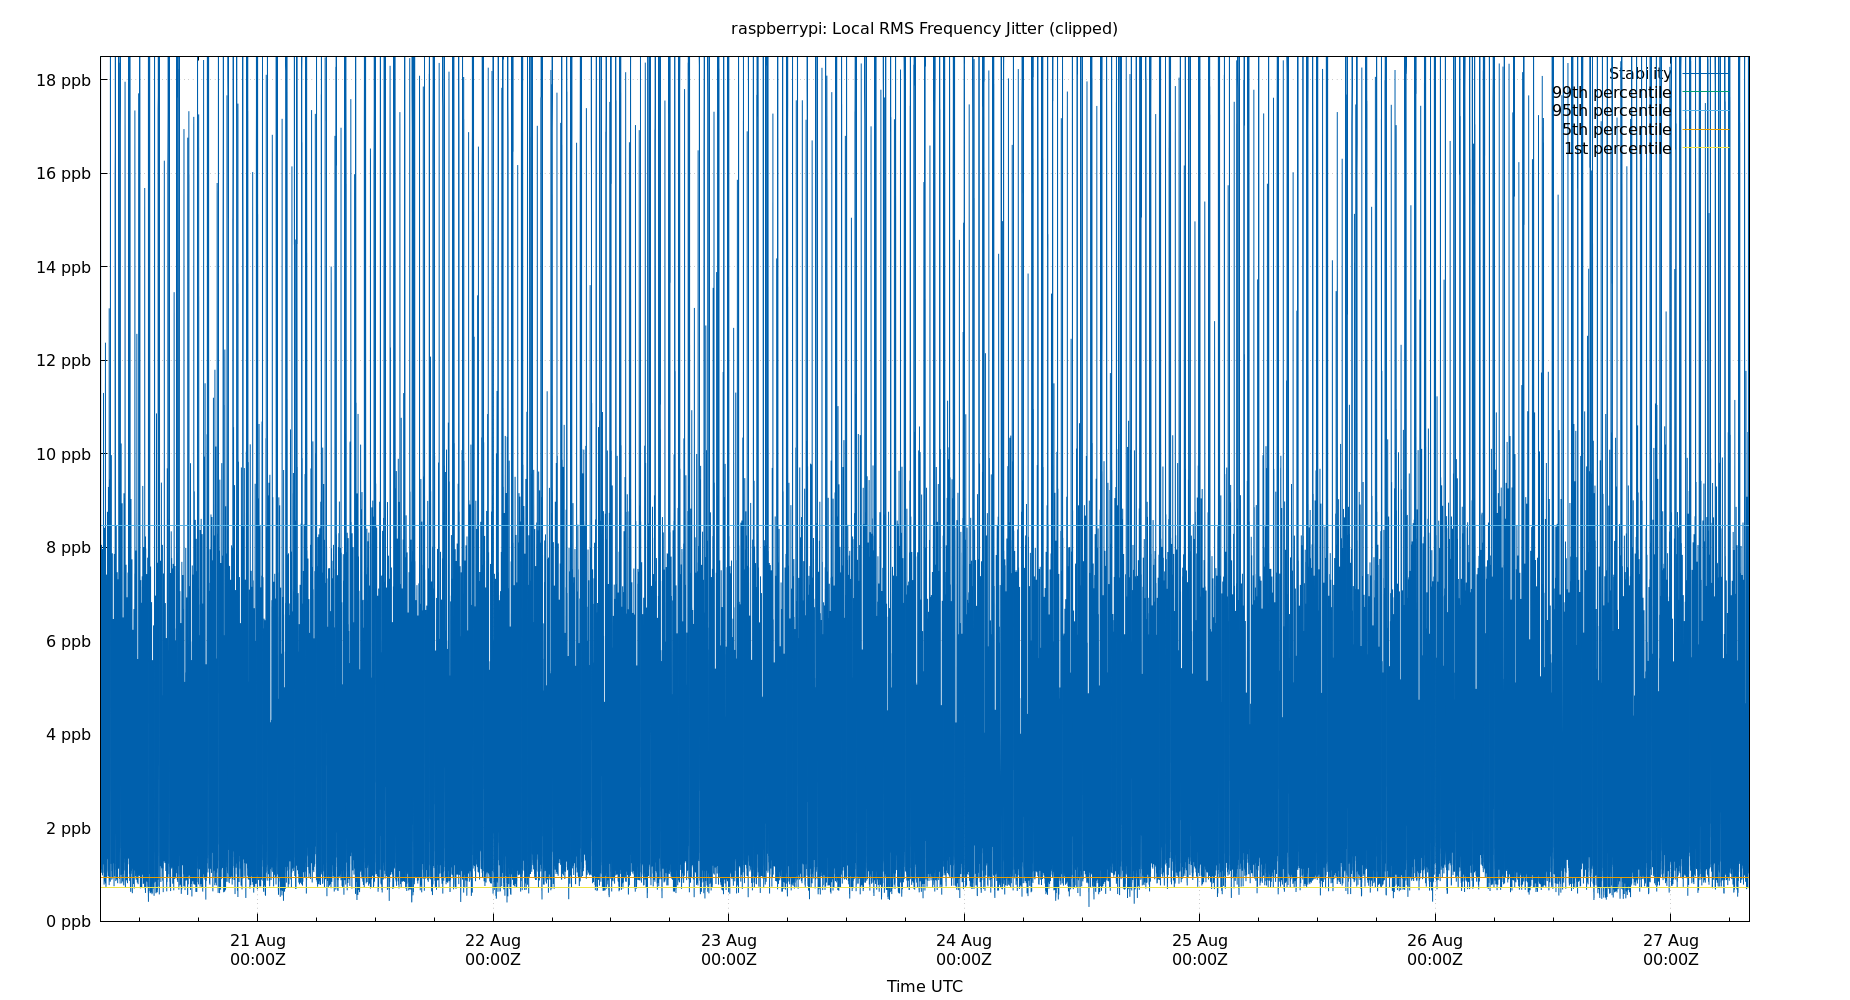 raspberrypi: Local RMS Frequency Jitter (clipped)
18 ppb
16 ppb
14 ppb
12 ppb
10 ppb
8 ppb
6 ppb
4 ppb
2 ppb
0 ppb
Stability
99th percentile
95th percentile
5th percentile
1st percentile
21 Aug
00:00Z
22 Aug
00:00Z
23 Aug
00:00Z
24 Aug
00:00Z
25 Aug
00:00Z
26 Aug
00:00Z
27 Aug
00:00Z
Time UTC